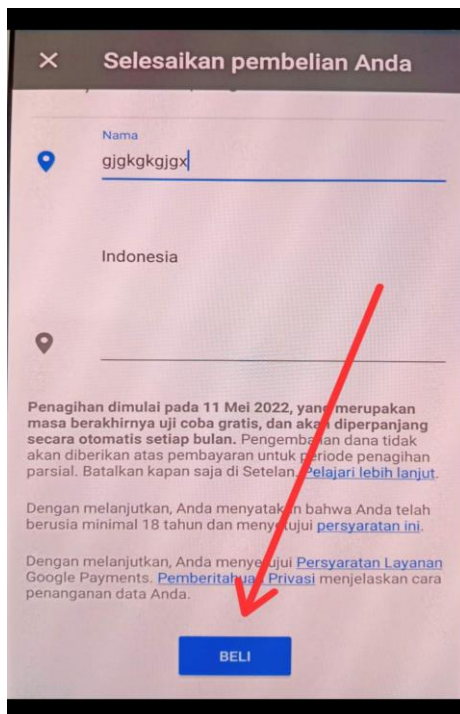 × Selesaikan pembelian Anda
Nama
gjgkgkgjgx
Indonesia
Penagihan dimulai pada 11 Mei 2022, yang merupakan
masa berakhirnya uji coba gratis, dan akan diperpanjang
secara otomatis setiap bulan. Pengembalian dana tidak
akan diberikan atas pembayaran untuk periode penagihan
parsial. Batalkan kapan saja di Setelan. Pelajari lebih lanjut.
Dengan melanjutkan, Anda menyatakan bahwa Anda telah
berusia minimal 18 tahun dan menyetujui persyaratan ini.
Dengan melanjutkan, Anda menyetujui Persyaratan Layanan
Google Payments. Pemberitahuan Privasi menjelaskan cara
penanganan data Anda.
BELI